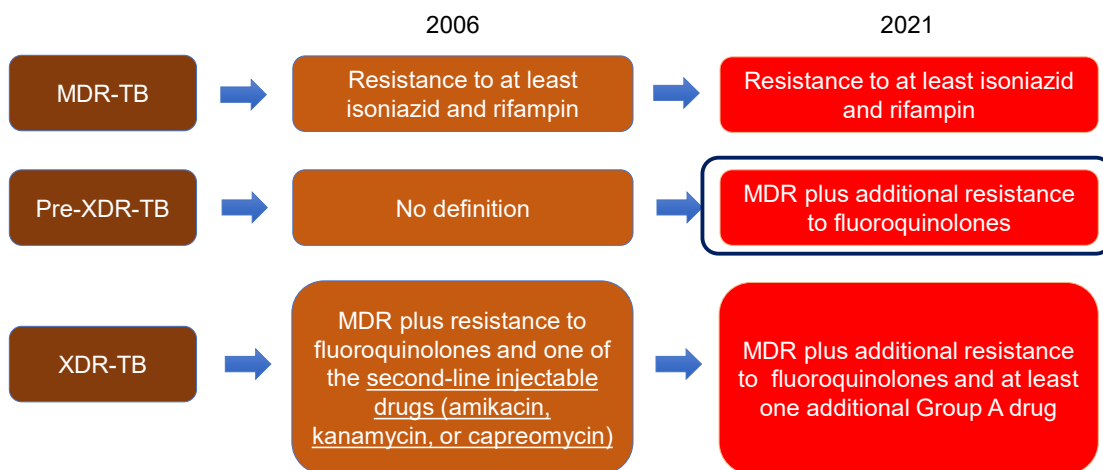 2006
2021
MDR-TB
Resistance to at least
isoniazid and rifampin
Resistance to at least isoniazid
and rifampin
Pre-XDR-TB
No definition
MDR plus additional resistance
to fluoroquinolones
XDR-TB
MDR plus resistance to
fluoroquinolones and one of
the second-line injectable
drugs (amikacin,
kanamycin, or capreomycin)
MDR plus additional resistance
to fluoroquinolones and at least
one additional Group A drug